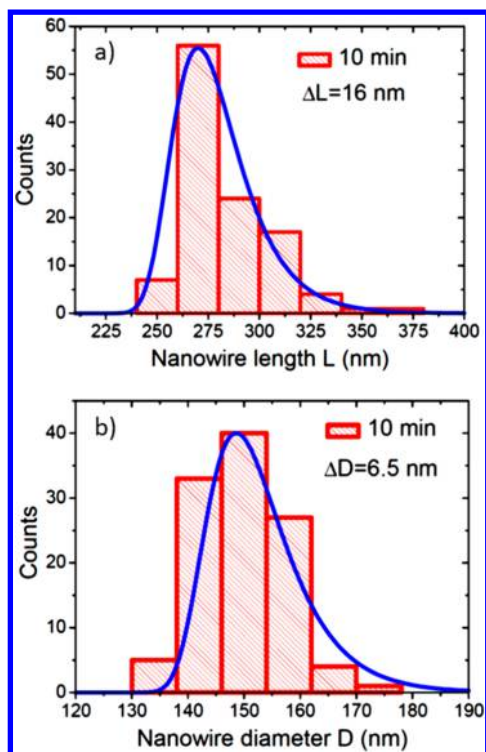 a)
10 min
ΔL=16 nm
Counts
60
50
40
30
20
10
0
225 250 275 300 325 350 375 400
Nanowire length L (nm)
b)
10 min
ΔD=6.5 nm
Counts
40
30
20
10
0
120 130 140 150 160 170 180 190
Nanowire diameter D (nm)